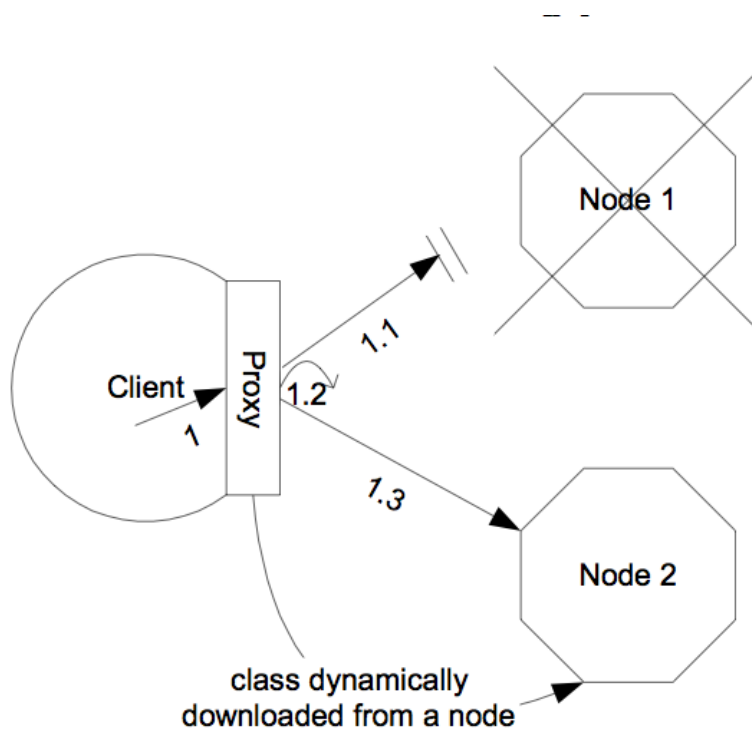 Node 1
1.1
Client
Proxy
1.2
1
1.3
Node 2
class dynamically
downloaded from a node